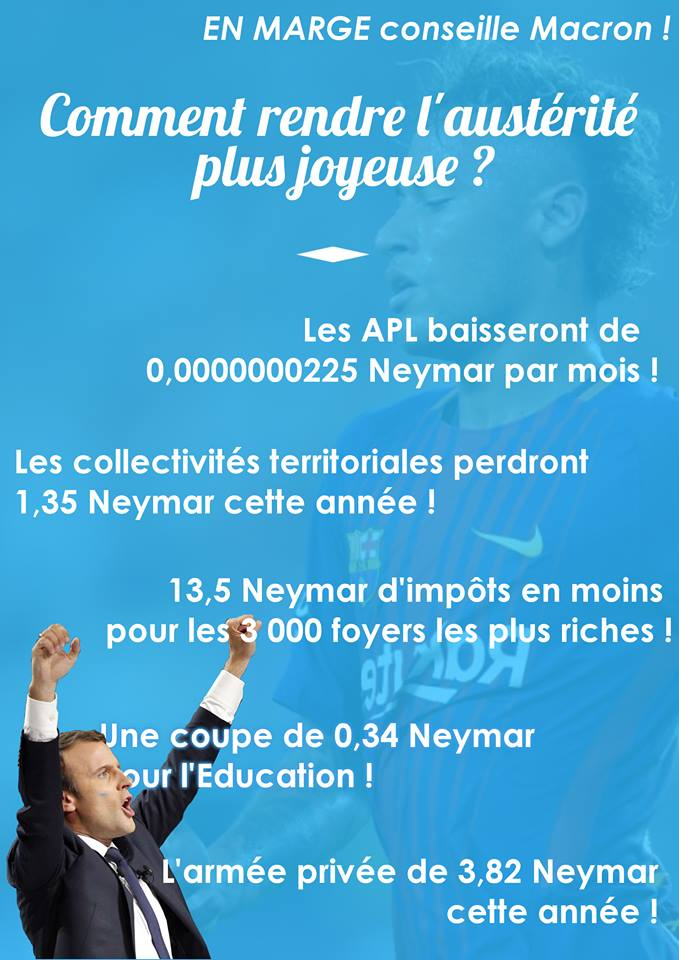 EN MARGE conseille Macron !
Comment rendre l'austérité
plus joyeuse ?
Les APL baisseront de
0,0000000225 Neymar par mois !
Les collectivités territoriales perdront
1,35 Neymar cette année !
13,5 Neymar d'impôts en moins
pour les 3 000 foyers les plus riches !
Une coupe de 0,34 Neymar
pour l'Education !
L'armée privée de 3,82 Neymar
cette année !
Rakuten